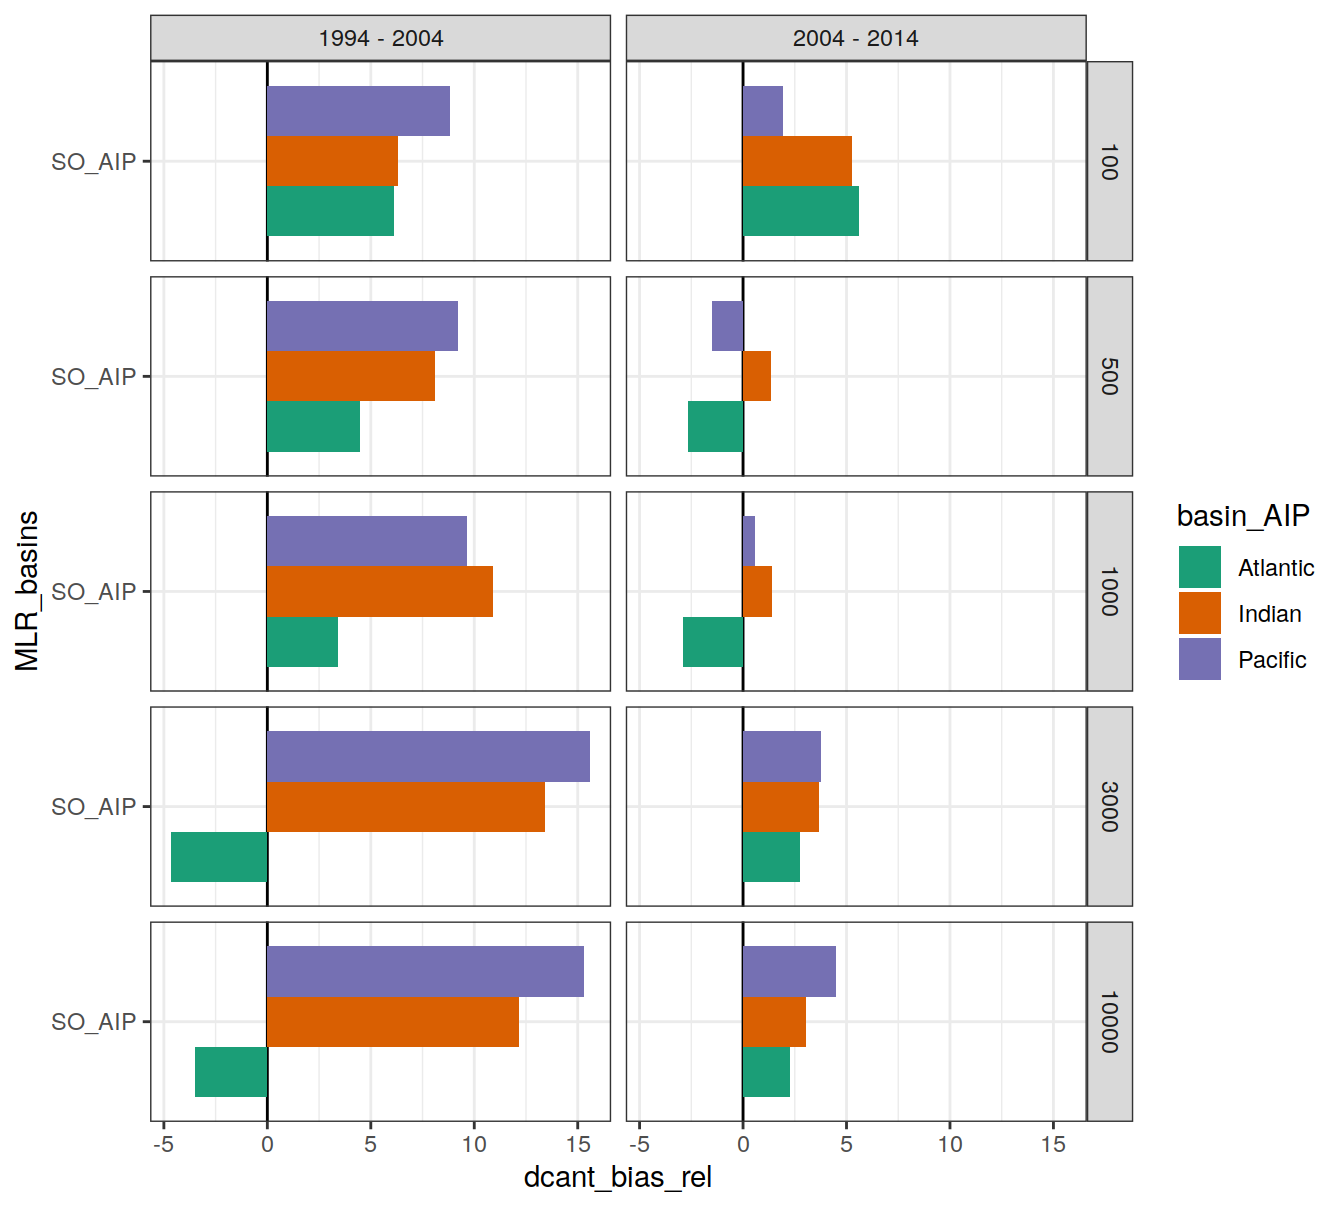 1994 - 2004
2004 - 2014
SO_AIP
100
SO_AIP
500
SO_AIP
1000
SO_AIP
3000
SO_AIP
10000
MLR_basins
-5 0 5 10 15
-5 0 5 10 15
dcant_bias_rel
basin_AIP
Atlantic
Indian
Pacific